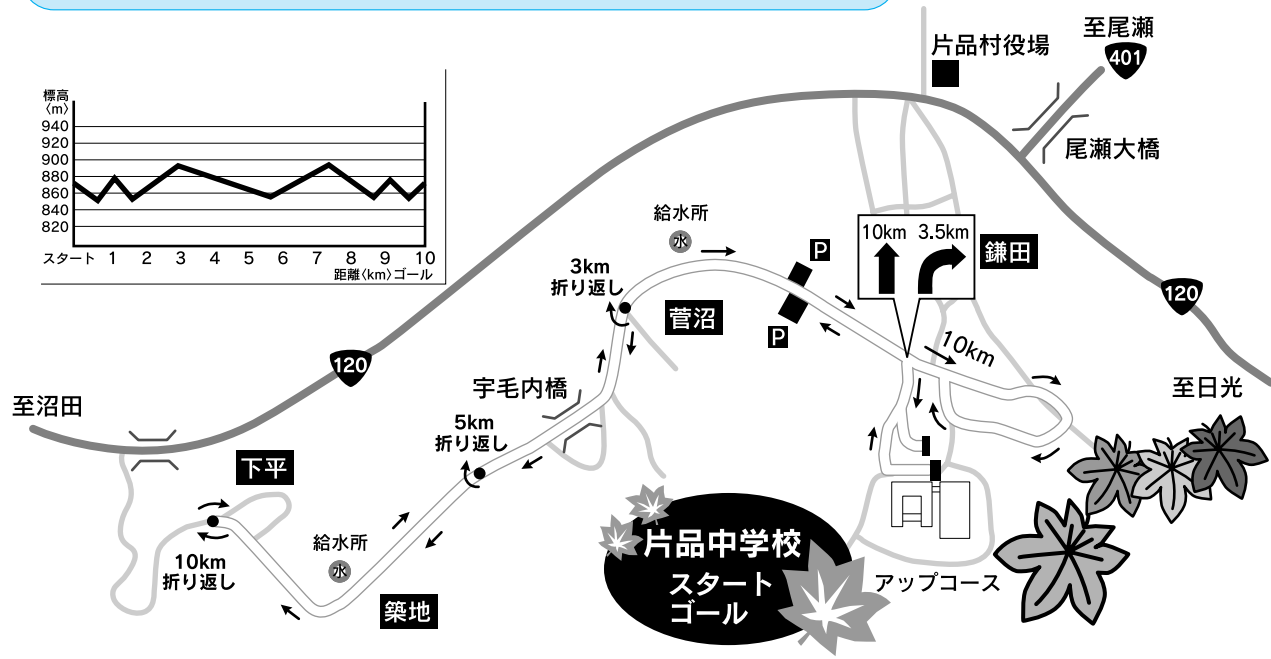 片品村役場
至尾瀬
401
尾瀬大橋
標高
〈m〉
940
920
900
880
860
840
820
スタート 1 2 3 4 5 6 7 8 9 10
距離〈km〉ゴール
給水所
水
P
P
10km 3.5km
鎌田
3km
折り返し
菅沼
120
10km
120
至日光
至沼田
宇毛内橋
5km
折り返し
下平
10km
折り返し
給水所
水
築地
片品中学校
スタート
ゴール
アップコース